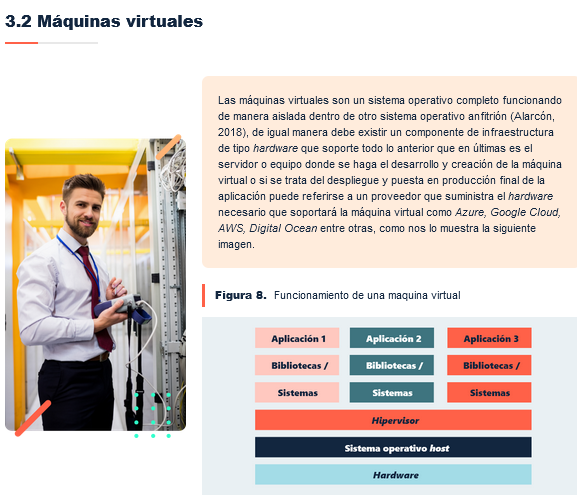 3.2 Máquinas virtuales
Las máquinas virtuales son un sistema operativo completo funcionando
de manera aislada dentro de otro sistema operativo anfitrión (Alarcón,
2018), de igual manera debe existir un componente de infraestructura
de tipo hardware que soporte todo lo anterior que en últimas es el
servidor o equipo donde se haga el desarrollo y creación de la máquina
virtual o si se trata del despliegue y puesta en producción final de la
aplicación puede referirse a un proveedor que suministra el hardware
necesario que soportará la máquina virtual como Azure, Google Cloud,
AWS, Digital Ocean entre otras, como nos lo muestra la siguiente
imagen.
Figura 8. Funcionamiento de una maquina virtual
Aplicación 1 Aplicación 2 Aplicación 3
Bibliotecas / Bibliotecas / Bibliotecas /
Sistemas Sistemas Sistemas
Hipervisor
Sistema operativo host
Hardware